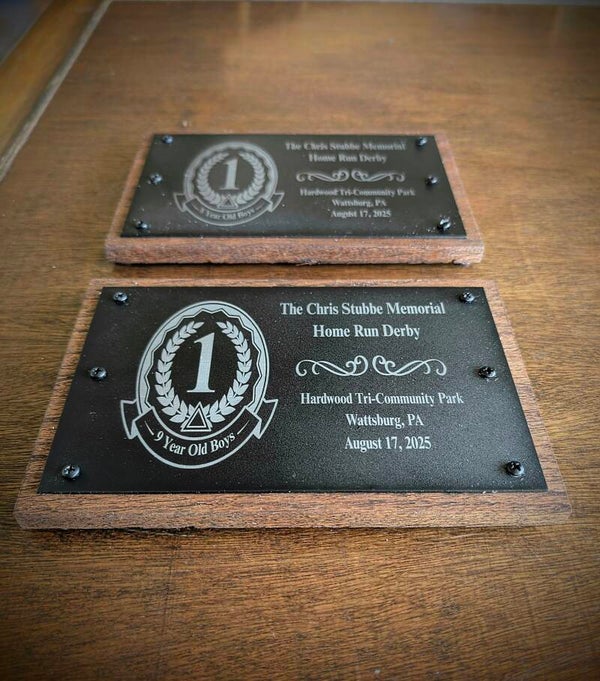 The Chris Stubbe Memorial
Home Run Derby
1
Hardwood Tri-Community Park
Wattsburg, PA
Year Old Boys
August 17, 2025
The Chris Stubbe Memorial
Home Run Derby
1
Hardwood Tri-Community Park
Wattsburg, PA
9 Year Old Boys
August 17, 2025